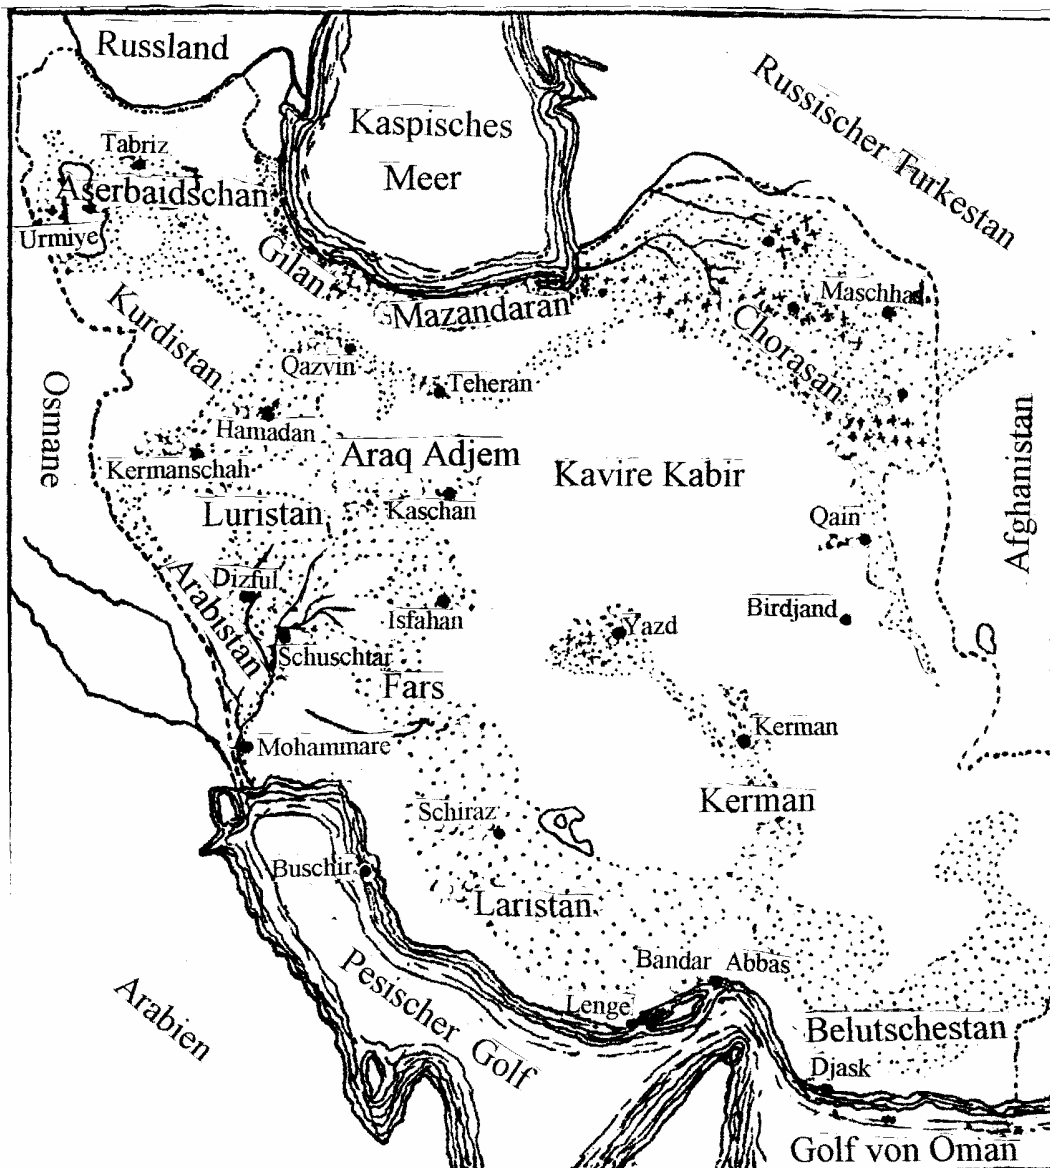 Russland
Kaspisches
Meer
Russischer Turkestan
Tabriz
Aserbaidschan
Urmiye
Gilan
Mazandaran
Maschhad
Chorasan
Kurdistan
Qazvin
Teheran
Osmane
Hamadan
Kermanschah
Araq Adjem
Kavire Kabir
Afghanistan
Kaschan
Luristan
Qain
Dizful
Arabistan
Isfahan
Birdjand
Yazd
Schuschtar
Fars
Kerman
Mohammare
Kerman
Schiraz
Buschir
Laristan
Bandar Abbas
Pesischer Golf
Lenge
Arabien
Belutschestan
Djask
Golf von Oman